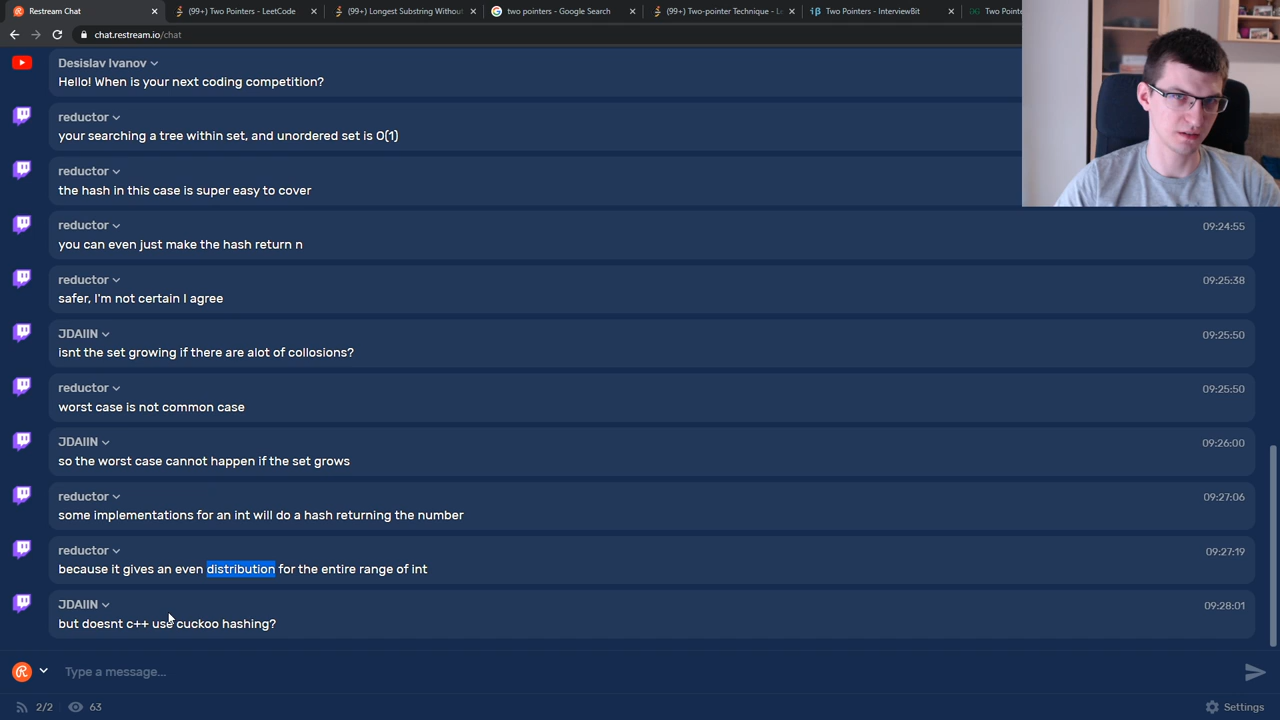 Restream Chat
(99+) Two Pointers - LeetCode
(99+) Longest Substring Withou
two pointers - Google Search
(99+) Two-pointer Technique - L
Two Pointers - InterviewBit
Two Point
chat.restream.io/chat
Desislav Ivanov
Hello! When is your next coding competition?
reductor
your searching a tree within set, and unordered set is O(1)
reductor
the hash in this case is super easy to cover
reductor
09:24:55
you can even just make the hash return n
reductor
09:25:38
safer, I'm not certain I agree
JDAIIN
09:25:50
isnt the set growing if there are alot of collosions?
reductor
09:25:50
worst case is not common case
JDAIIN
09:26:00
so the worst case cannot happen if the set grows
reductor
09:27:06
some implementations for an int will do a hash returning the number
reductor
09:27:19
because it gives an even distribution for the entire range of int
JDAIIN
09:28:01
but doesnt c++ use cuckoo hashing?
Type a message...
2/2
63
Settings